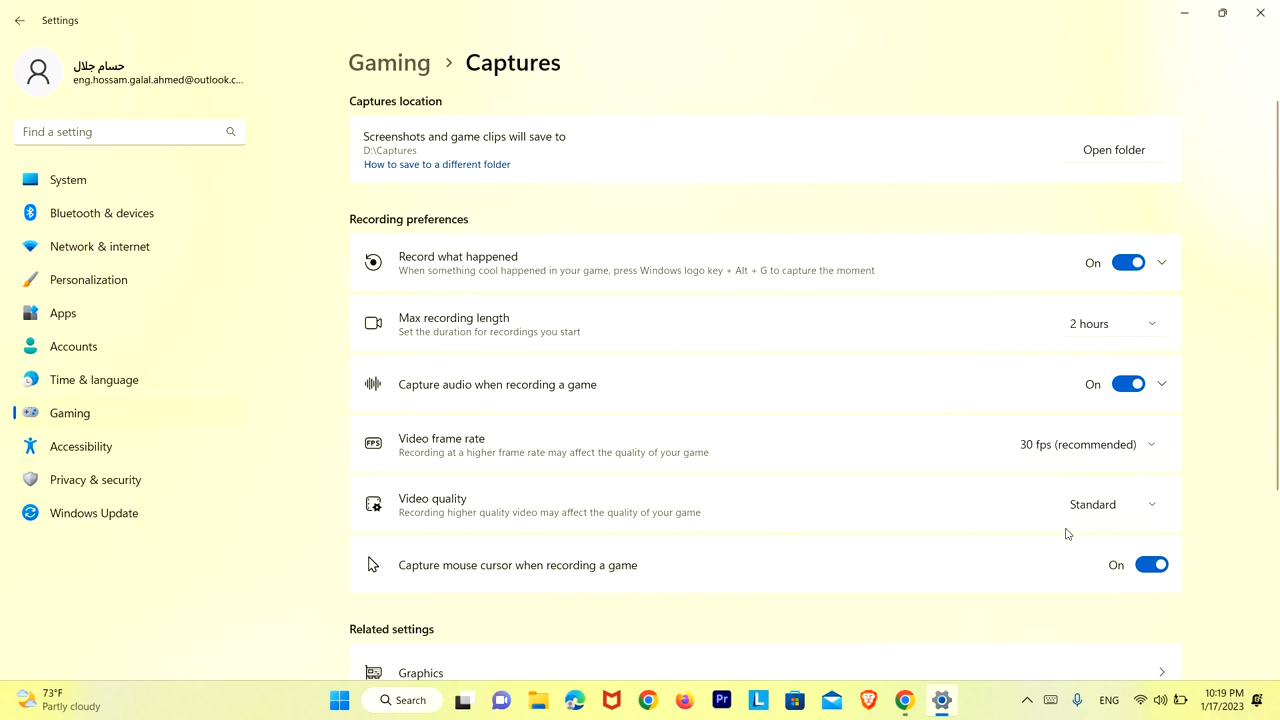 Settings
حسام جلال
eng.hossam.galal.ahmed@outlook.c...
Find a setting
System
Bluetooth & devices
Network & internet
Personalization
Apps
Accounts
Time & language
Gaming
Accessibility
Privacy & security
Windows Update
Gaming > Captures
Captures location
Screenshots and game clips will save to
D:\Captures
How to save to a different folder
Open folder
Recording preferences
Record what happened
When something cool happened in your game, press Windows logo key + Alt + G to capture the moment
On
Max recording length
Set the duration for recordings you start
2 hours
Capture audio when recording a game
On
FPS
Video frame rate
Recording at a higher frame rate may affect the quality of your game
30 fps (recommended)
Video quality
Recording higher quality video may affect the quality of your game
Standard
Capture mouse cursor when recording a game
On
Related settings
Graphics
73°F
Partly cloudy
Search
Pr
L
ENG
10:19 PM
1/17/2023